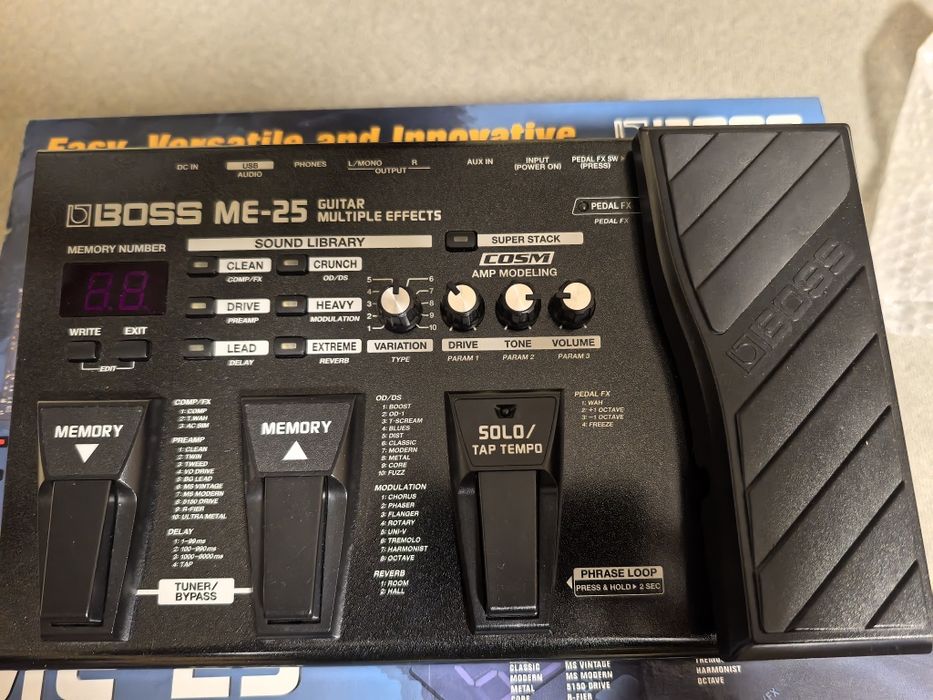 Easy, Versatile and Innovative
BOSS
DC IN
USB
AUDIO
PHONES
L/MONO
R
OUTPUT
AUX IN
INPUT
(POWER ON)
PEDAL FX SW
(PRESS)
BOSS ME-25 GUITAR
MULTIPLE EFFECTS
PEDAL FX
PEDAL FX
MEMORY NUMBER
SOUND LIBRARY
SUPER STACK
CLEAN
COMP/FX
CRUNCH
OD/DS
COSM
AMP MODELING
DRIVE
PREAMP
HEAVY
MODULATION
5
6
4
7
3
8
2
9
1
10
WRITE
EXIT
EDIT
LEAD
DELAY
EXTREME
REVERB
VARIATION
TYPE
DRIVE
PARAM 1
TONE
PARAM 2
VOLUME
PARAM 3
BOSS
MEMORY
COMP/FX
1: COMP
2: T.WAH
3: AC SIM
PREAMP
1: CLEAN
2: TWIN
3: TWEED
4: VO DRIVE
5: BG LEAD
6: MS VINTAGE
7: MS MODERN
8: 5150 DRIVE
9: R-FIER
10: ULTRA METAL
DELAY
1: 1-99 ms
2: 100-990 ms
3: 1000-6000 ms
4: TAP
TUNER/
BYPASS
MEMORY
OD/DS
1: BOOST
2: OD-1
3: T-SCREAM
4: BLUES
5: DIST
6: CLASSIC
7: MODERN
8: METAL
9: CORE
10: FUZZ
MODULATION
1: CHORUS
2: PHASER
3: FLANGER
4: ROTARY
5: UNI-V
6: TREMOLO
7: HARMONIST
8: OCTAVE
REVERB
1: ROOM
2: HALL
SOLO/
TAP TEMPO
PEDAL FX
1: WAH
2: +1 OCTAVE
3: -1 OCTAVE
4: FREEZE
PHRASE LOOP
PRESS & HOLD 2 SEC
CLASSIC
MODERN
METAL
CORE
MS VINTAGE
MS MODERN
5150 DRIVE
R-FIER
HARMONIST
OCTAVE
FX